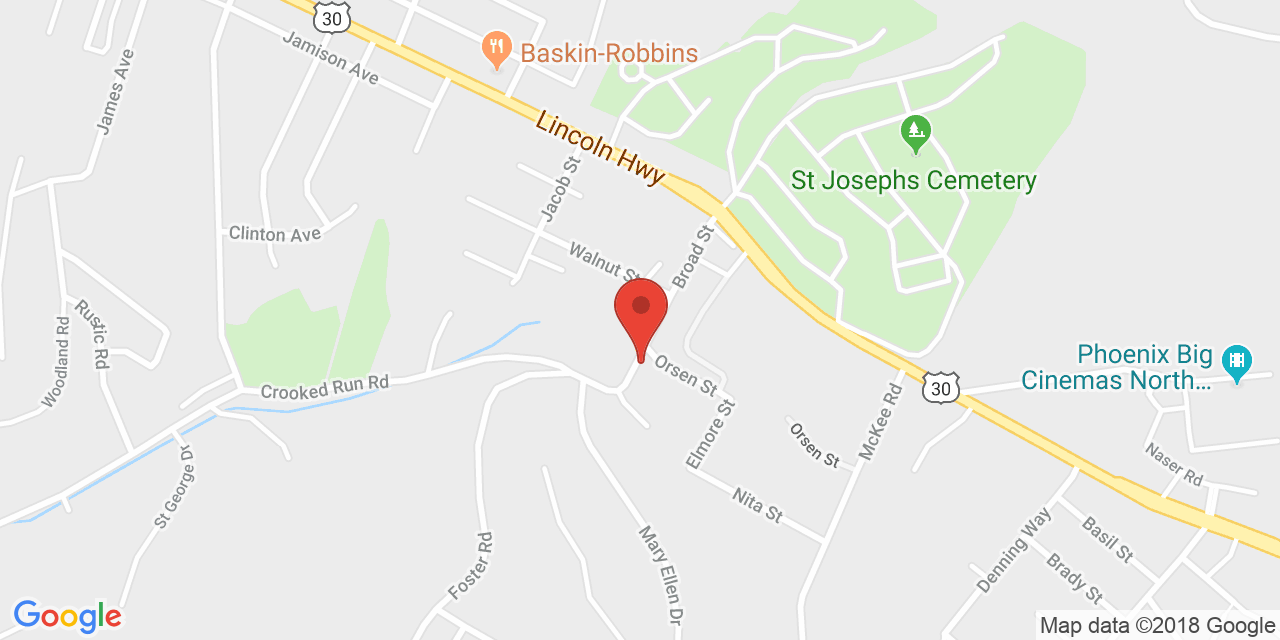 30
Jamison Ave
Baskin-Robbins
James Ave
Lincoln Hwy
St Josephs Cemetery
Jacob St
Clinton Ave
Walnut St
Broad St
Rustic Rd
Woodland Rd
Crooked Run Rd
Orsen St
Phoenix Big
Cinemas North...
30
McKee Rd
Elmore St
Orsen St
St George Dr
Nita St
Naser Rd
Foster Rd
Mary Ellen Dr
Denning Way
Basil St
Brady St
Google
Map data ©2018 Google